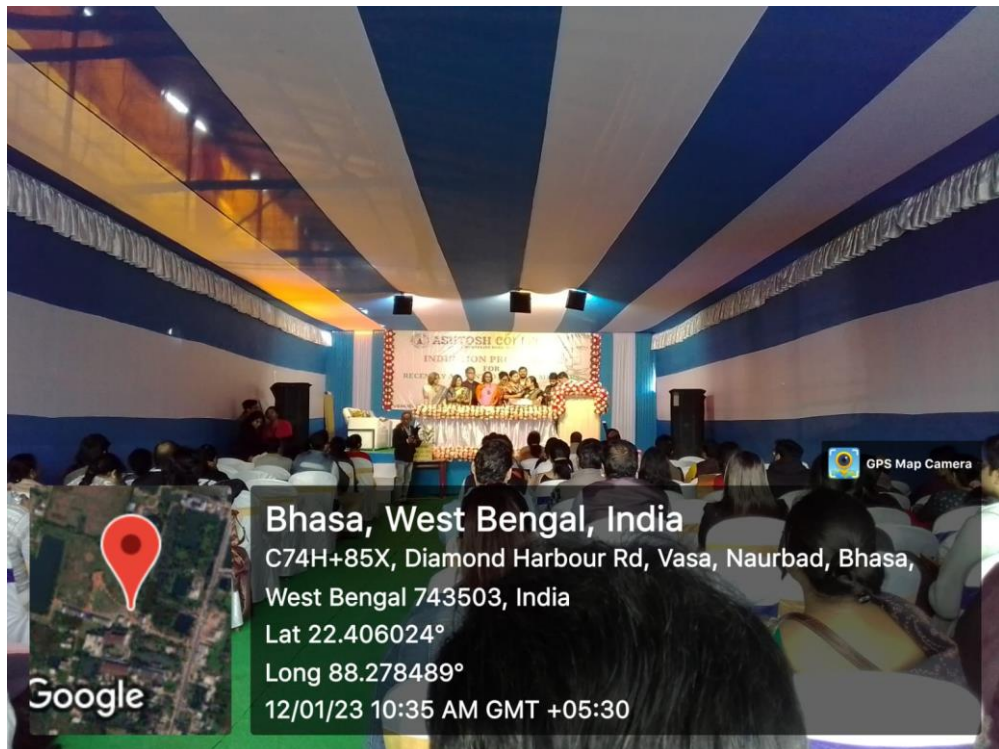 ASUTOSH
FOR
GPS Map Camera
Bhasa, West Bengal, India
C74H+85X, Diamond Harbour Rd, Vasa, Naurbad, Bhasa,
West Bengal 743503, India
Lat 22.406024°
Long 88.278489°
12/01/23 10:35 AM GMT +05:30
Google